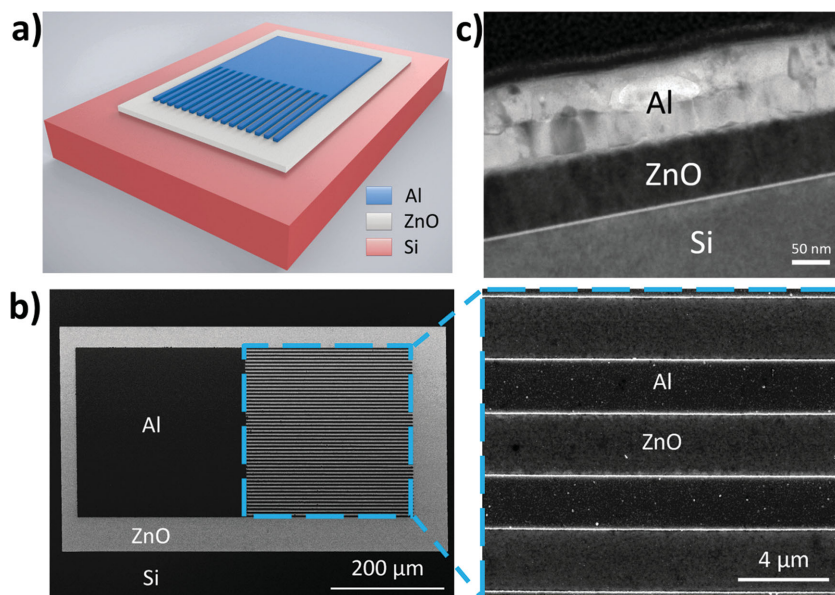 a)
Al
ZnO
Si
c)
Al
ZnO
Si
50 nm
b)
Al
ZnO
Si
200 µm
Al
ZnO
4 µm